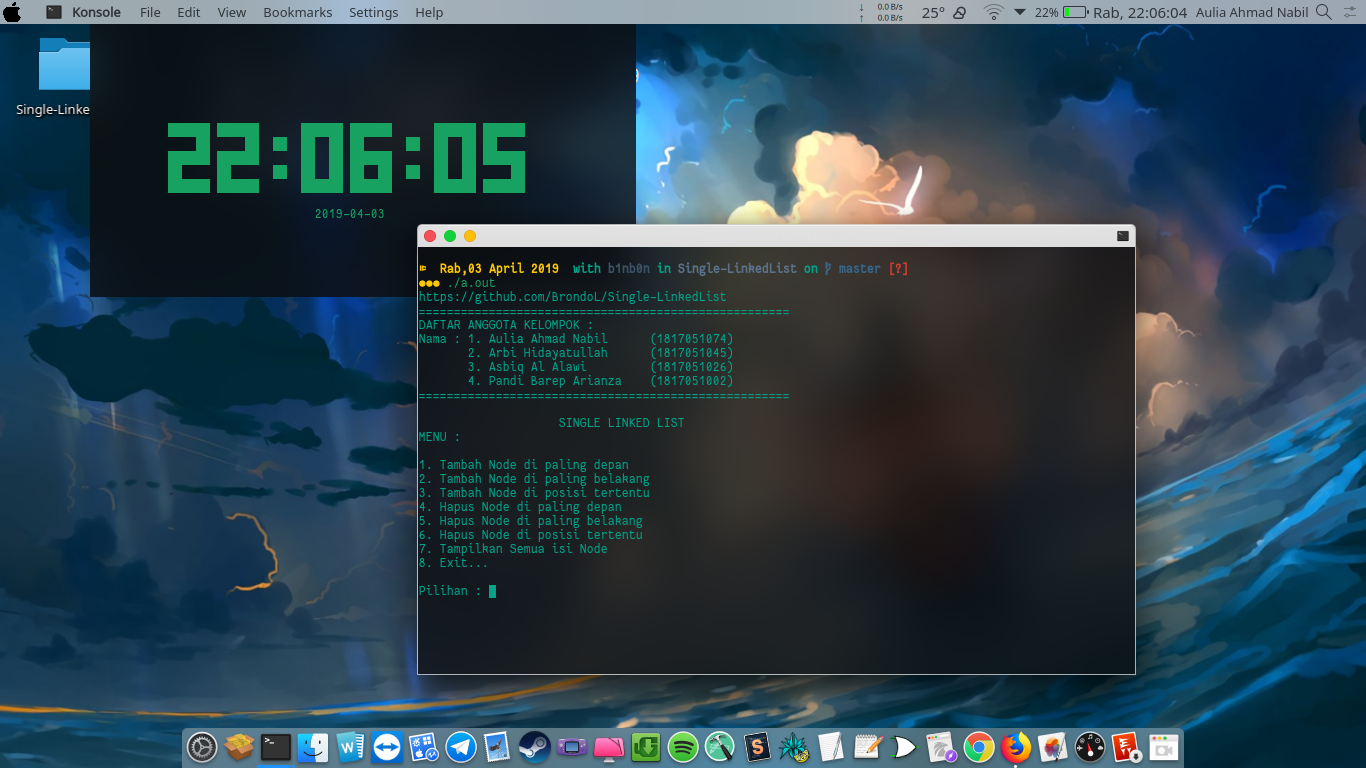 Konsole File Edit View Bookmarks Settings Help
0.0 B/s
0.0 B/s
25° 22% Rab, 22:06:04 Aulia Ahmad Nabil
Single-Linke
22:06:05
2019-04-03
Rab,03 April 2019 with b1nb0n in Single-LinkedList on master [?]
●●● ./a.out
https://github.com/BrondoL/Single-LinkedList
=====================================================
DAFTAR ANGGOTA KELOMPOK :
Nama : 1. Aulia Ahmad Nabil (1817051074)
2. Arbi Hidayatullah (1817051045)
3. Asbiq Al Alawi (1817051026)
4. Pandi Barep Arianza (1817051002)
=====================================================
SINGLE LINKED LIST
MENU :
1. Tambah Node di paling depan
2. Tambah Node di paling belakang
3. Tambah Node di posisi tertentu
4. Hapus Node di paling depan
5. Hapus Node di paling belakang
6. Hapus Node di posisi tertentu
7. Tampilkan Semua isi Node
8. Exit...
Pilihan :